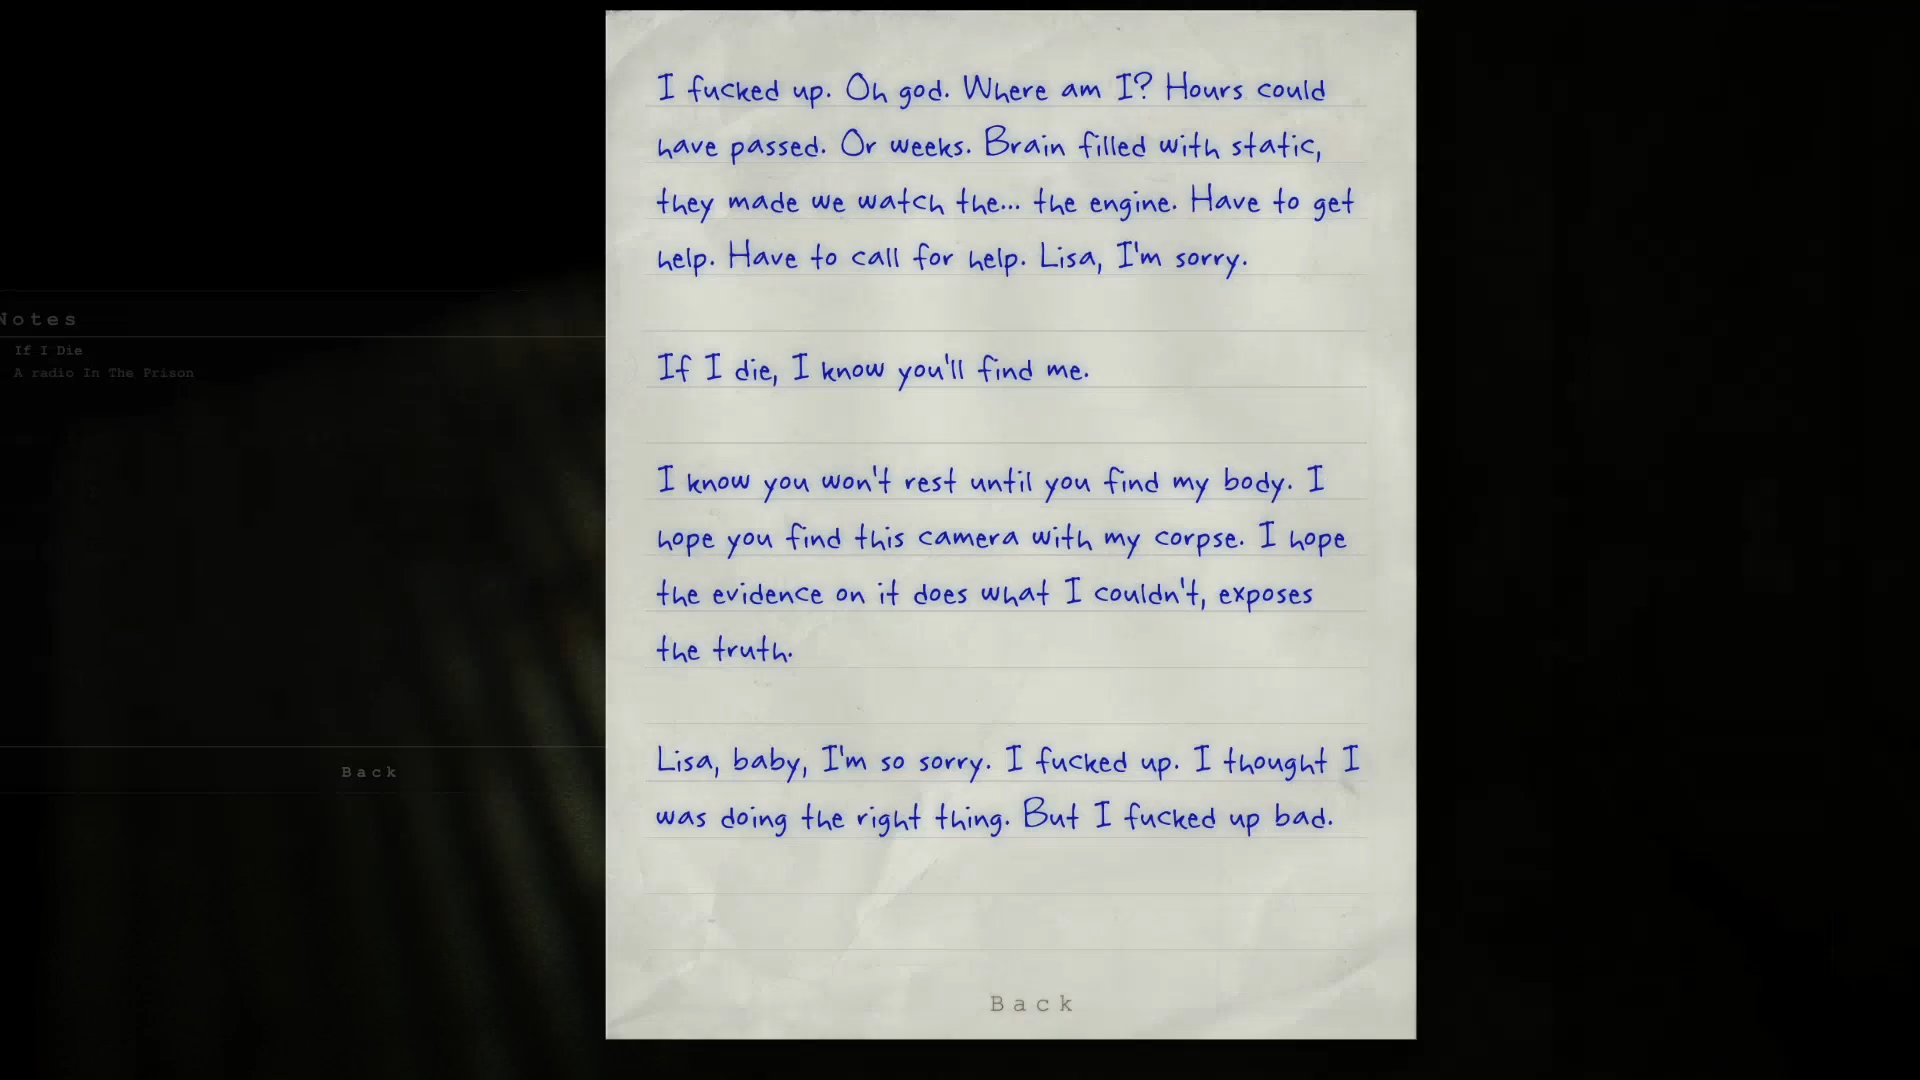 Notes
If I Die
A radio In The Prison
Back
I fucked up. Oh god. Where am I? Hours could
have passed. Or weeks. Brain filled with static,
they made we watch the... the engine. Have to get
help. Have to call for help. Lisa, I'm sorry.
If I die, I know you'll find me.
I know you won't rest until you find my body. I
hope you find this camera with my corpse. I hope
the evidence on it does what I couldn't, exposes
the truth.
Lisa, baby, I'm so sorry. I fucked up. I thought I
was doing the right thing. But I fucked up bad.
Back